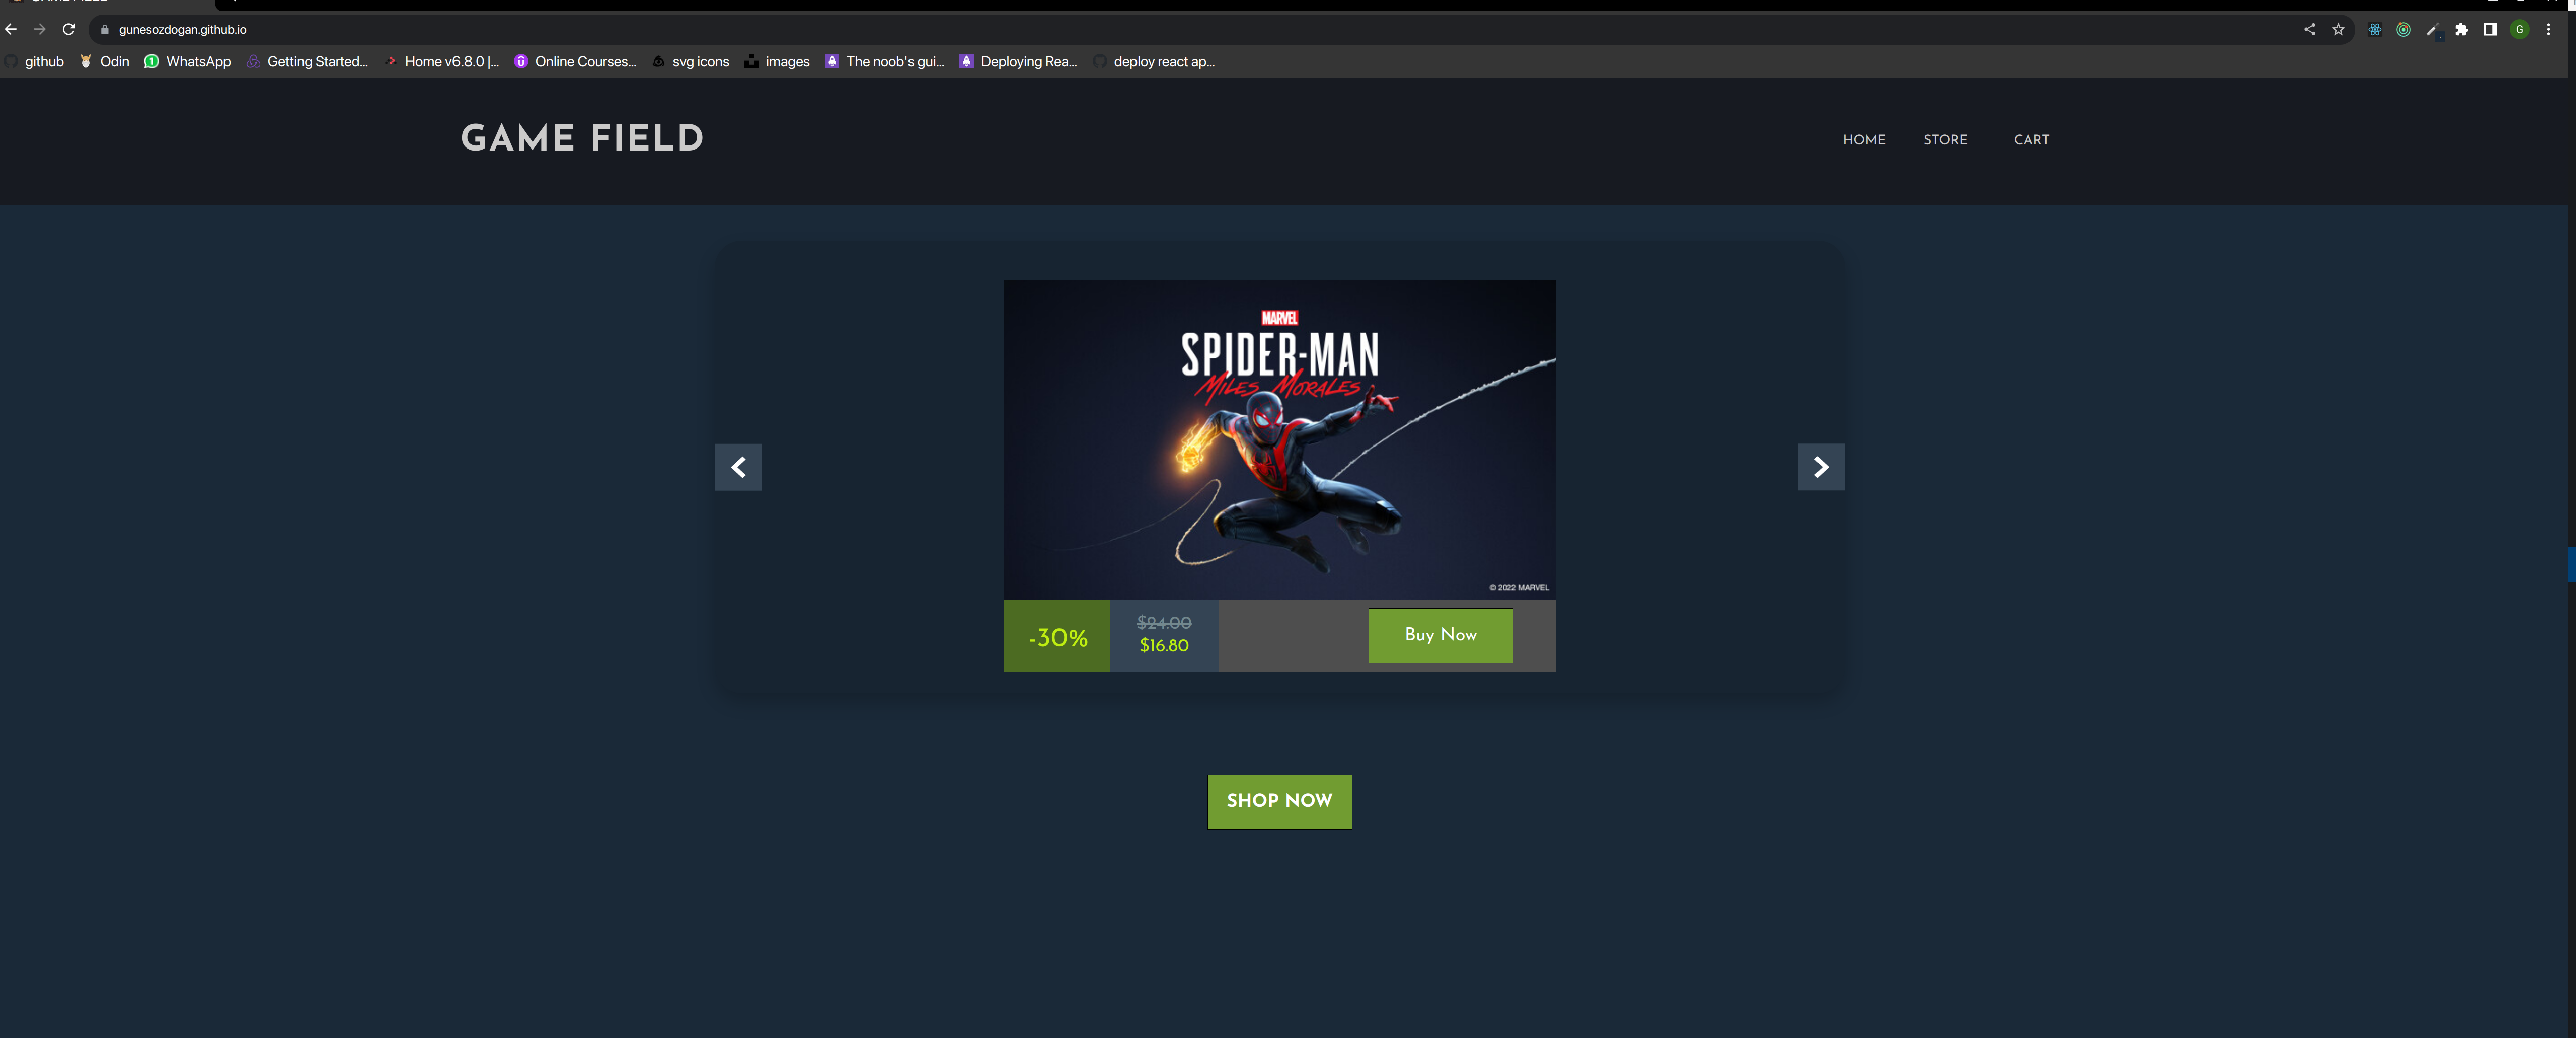 gunesozdogan.github.io
github Odin WhatsApp Getting Started... Home v6.8.0 |... Online Courses... svg icons images The noob's gui... Deploying Rea... deploy react ap...
GAME FIELD
HOME STORE CART
MARVEL
SPIDER-MAN
MILES MORALES
© 2022 MARVEL
-30%
$24.00
$16.80
Buy Now
SHOP NOW